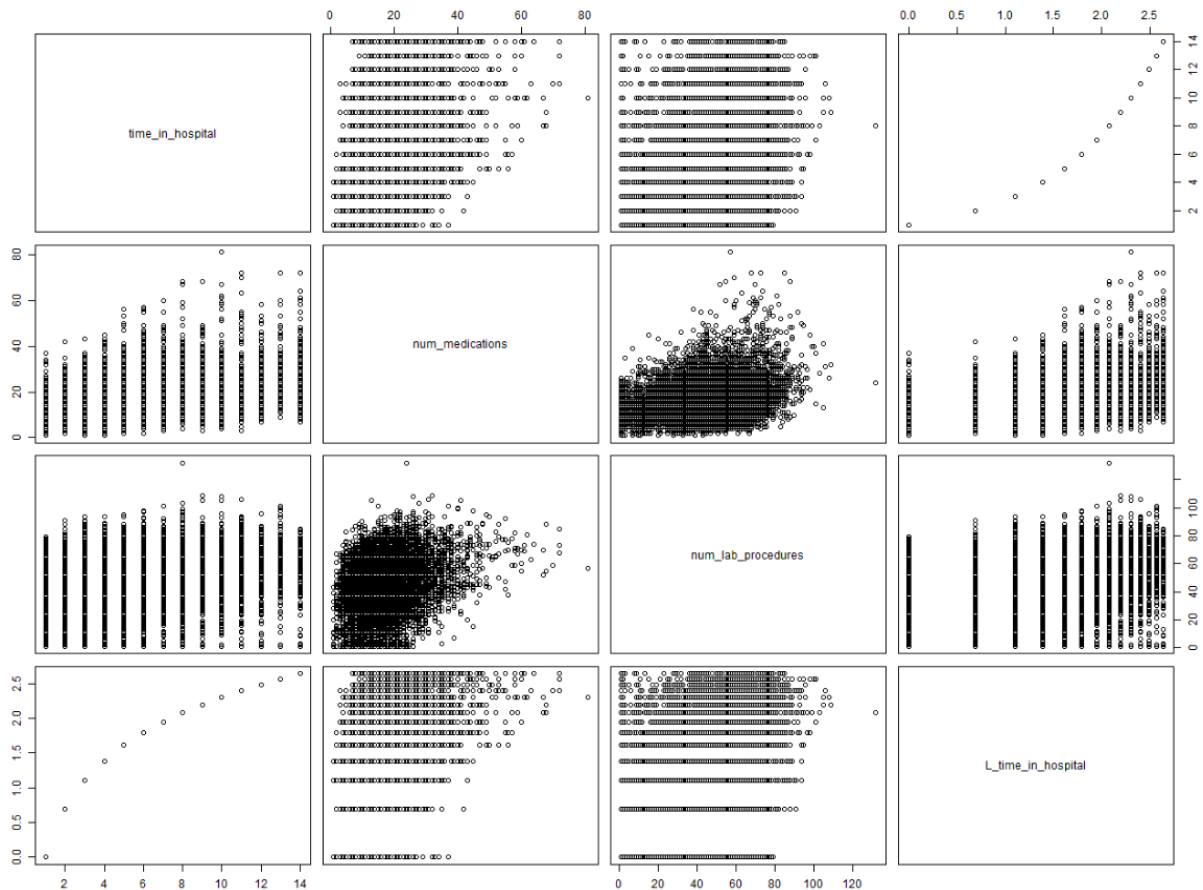 0 20 40 60 80
0.0 0.5 1.0 1.5 2.0 2.5
time_in_hospital
2 4 6 8 10 12 14
0 20 40 60 80
num_medications
num_lab_procedures
0 20 40 60 80 100
0.0 0.5 1.0 1.5 2.0 2.5
L_time_in_hospital
2 4 6 8 10 12 14
0 20 40 60 80 100 120